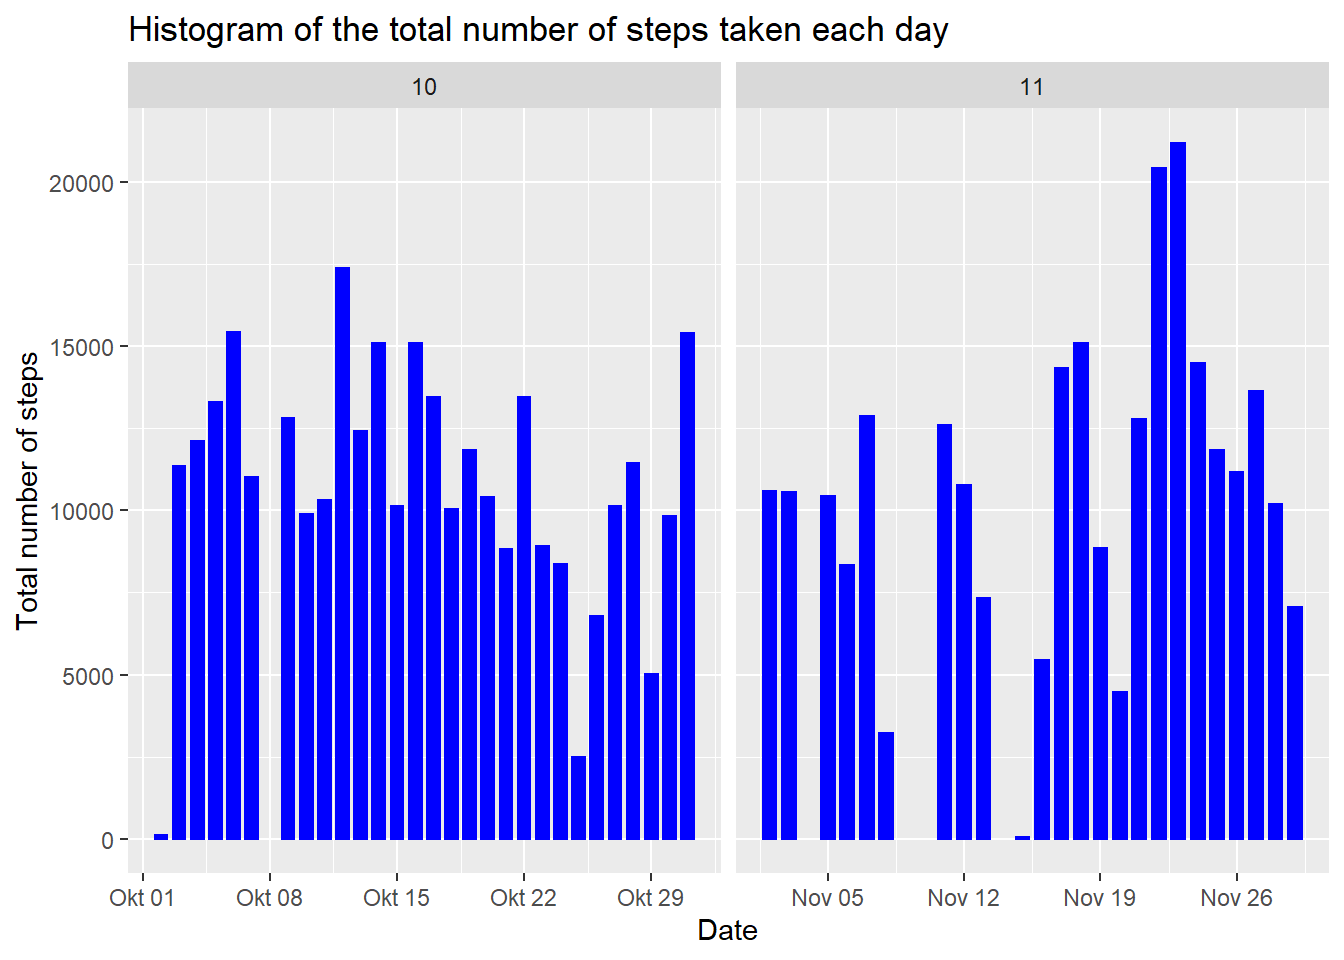 Histogram of the total number of steps taken each day
10 11
20000
15000
10000
5000
0
Total number of steps
Okt 01 Okt 08 Okt 15 Okt 22 Okt 29 Nov 05 Nov 12 Nov 19 Nov 26
Date